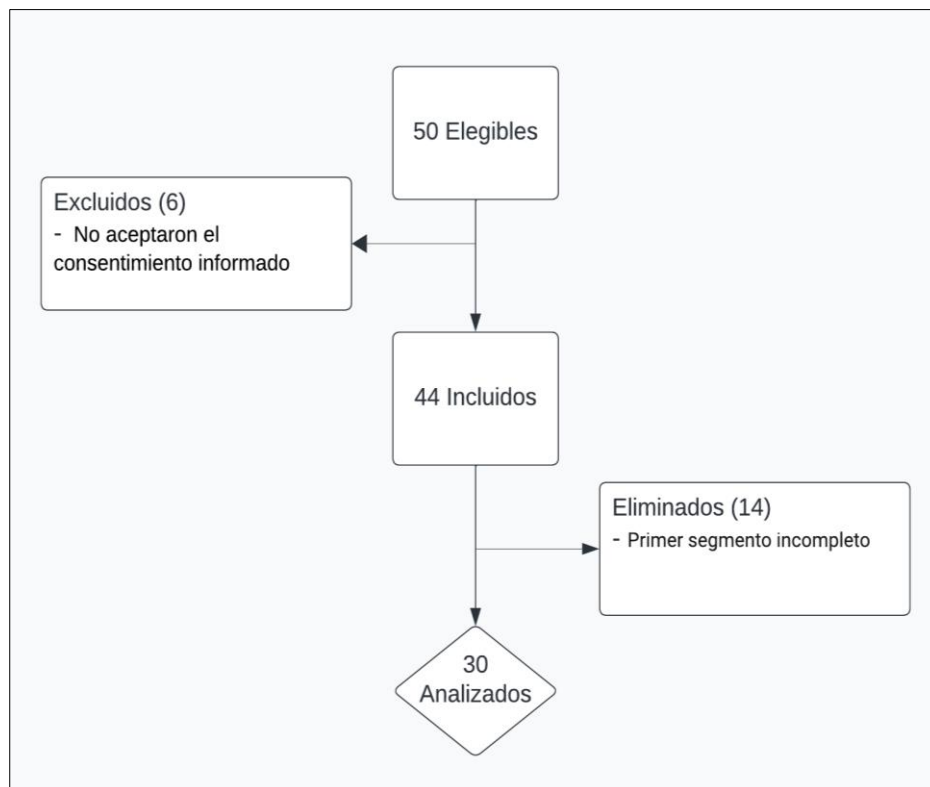 50 Elegibles
Excluidos (6)
- No aceptaron el
consentimiento informado
44 Incluidos
Eliminados (14)
- Primer segmento incompleto
30
Analizados